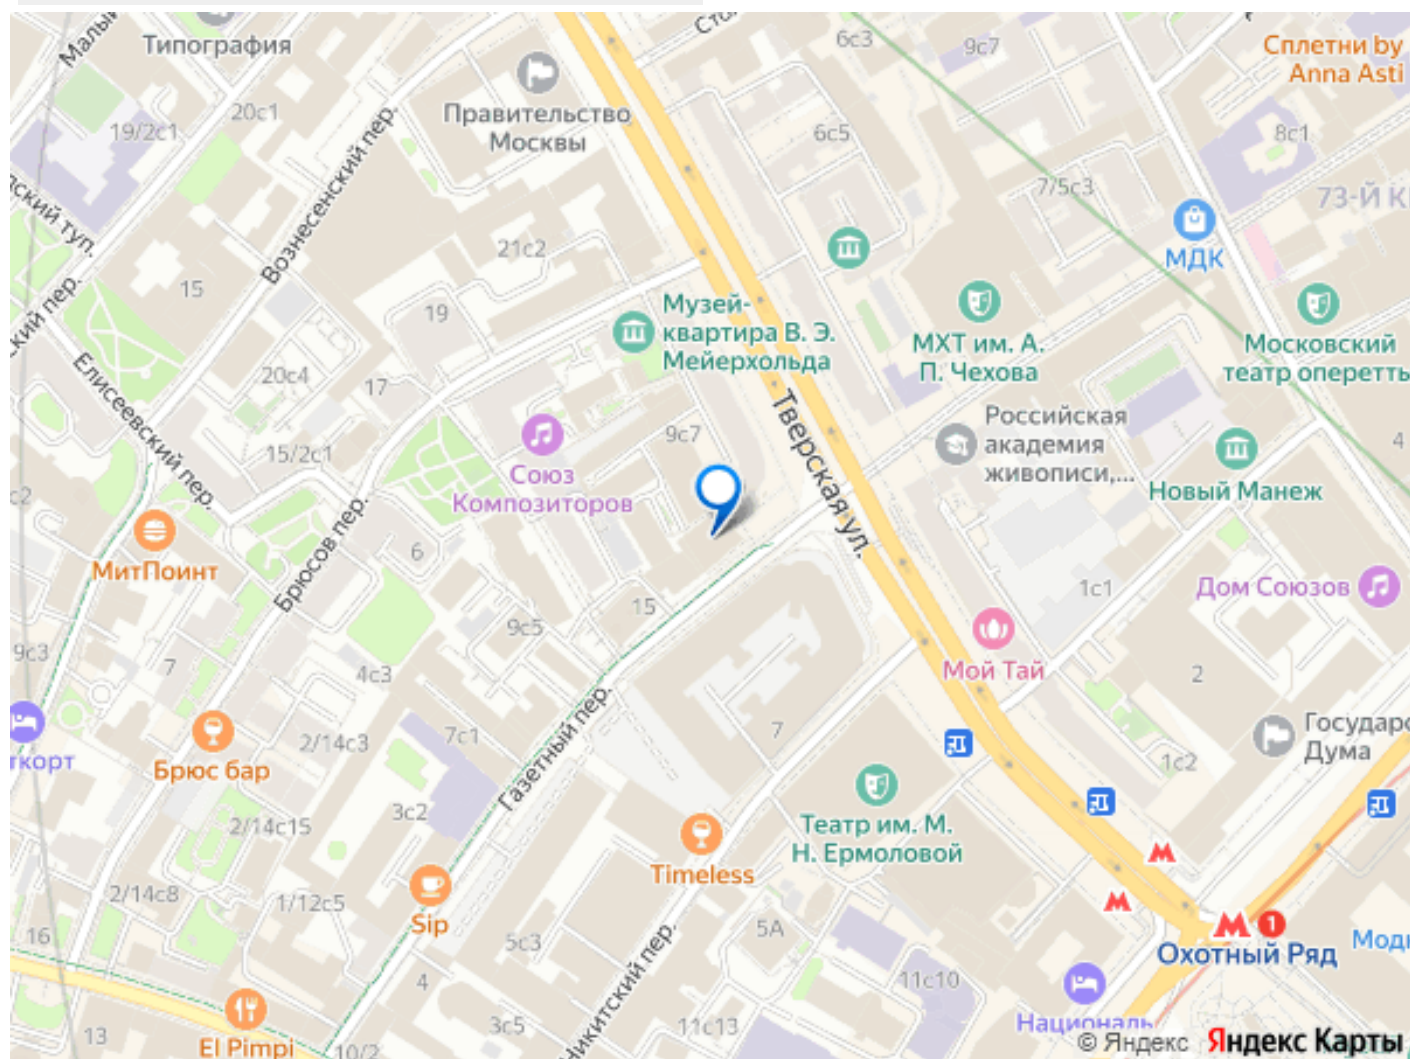 Малый
Типография
20с1
19/2с1
Правительство
Москвы
6с3
9с7
Сплетни by
Anna Asti
6с5
8с1
7/5с3
73-Й К
МДК
Вознесенский пер.
21с2
15
19
Музей-
квартира В. Э.
Мейерхольда
МХТ им. А.
П. Чехова
Московский
театр оперетты
Елисеевский пер.
20с4
17
15/2с1
Союз
Композиторов
9с7
Тверская ул.
Российская
академия
живописи,...
Новый Манеж
4
с2
МитПоинт
Брюсов пер.
6
15
9с5
1с1
Дом Союзов
9с3
7
4с3
Мой Тай
2
ткорт
Брюс бар
2/14с3
7с1
Газетный пер.
7
1с2
Государс
Дума
3с2
2/14с15
Театр им. М.
Н. Ермоловой
Timeless
2/14с8
1/12с5
Sip
16
5с3
5А
Охотный Ряд
1
Модн
4
11с10
Националь
13
El Pimpi
10/2
3с5
Никитский пер.
11с13
© Яндекс Яндекс Карты